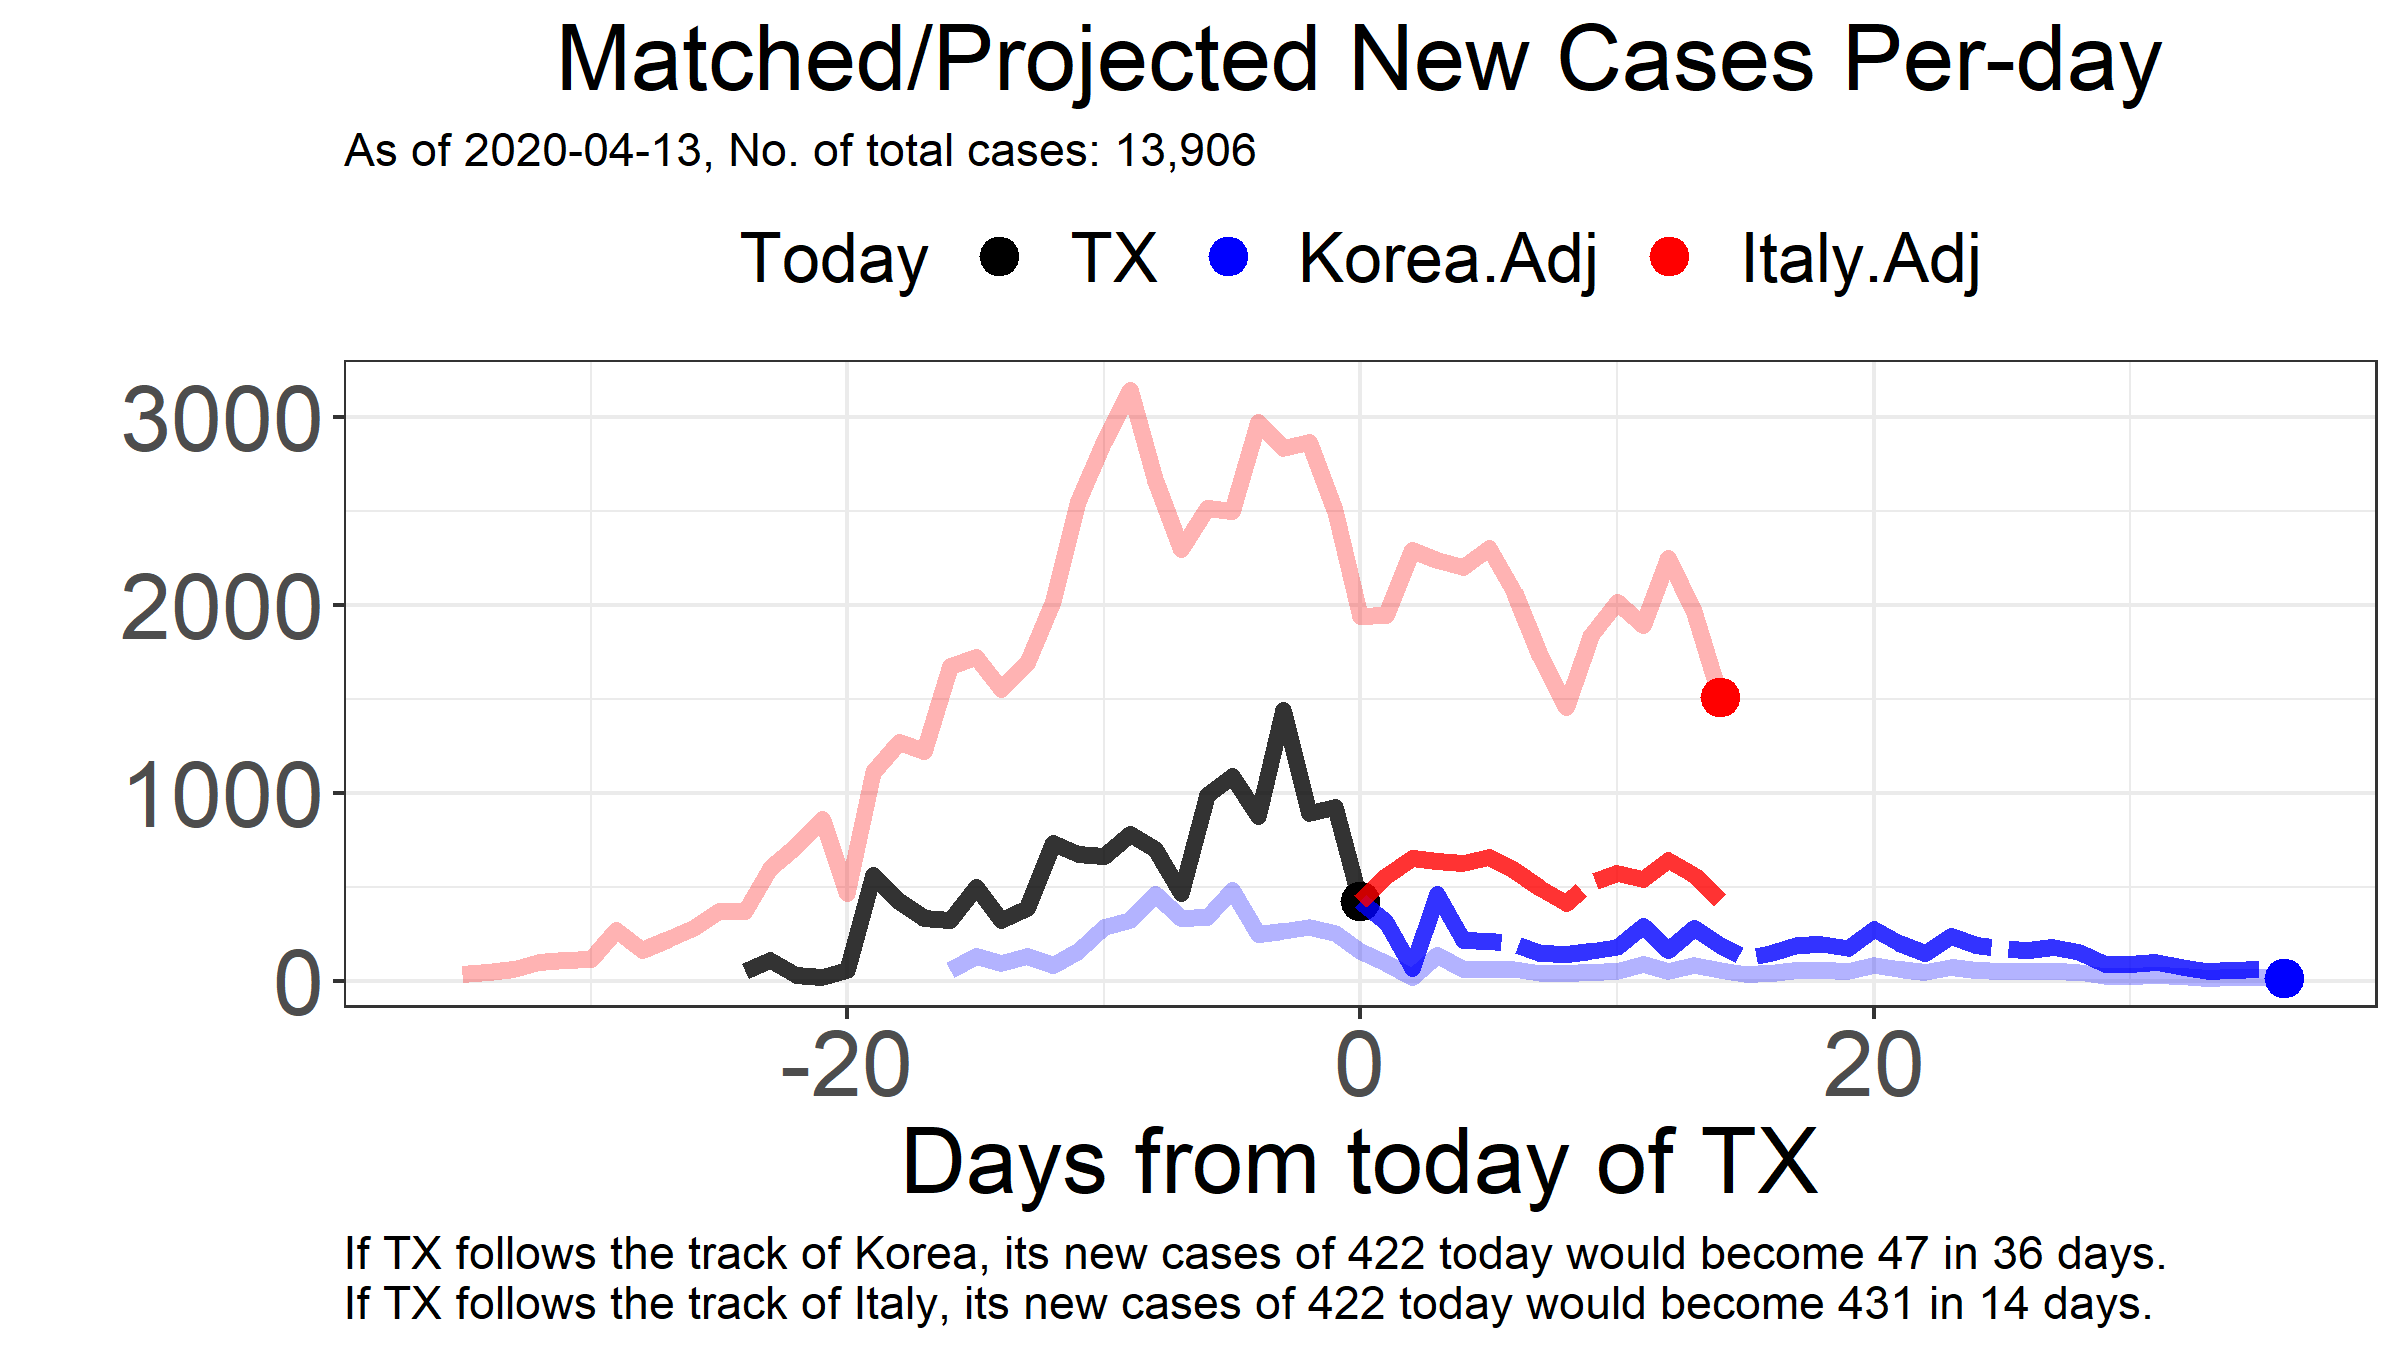 Matched/Projected New Cases Per-day
As of 2020-04-13, No. of total cases: 13,906
Today TX Korea.Adj Italy.Adj
3000
2000
1000
0
-20 0 20
Days from today of TX
If TX follows the track of Korea, its new cases of 422 today would become 47 in 36 days.
If TX follows the track of Italy, its new cases of 422 today would become 431 in 14 days.